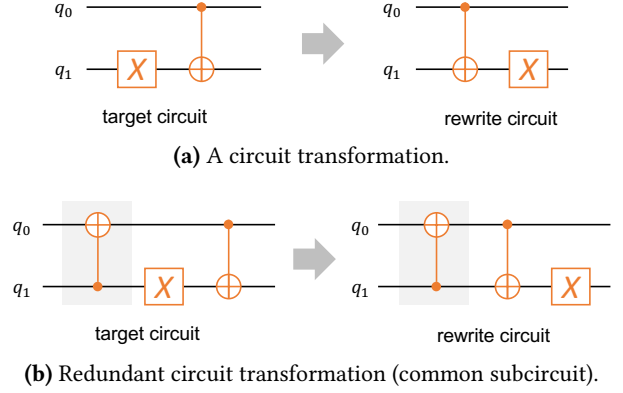 q₀ q₀
q₁ X q₁ X
target circuit rewrite circuit
(a) A circuit transformation.
q₀ q₀
q₁ X q₁ X
target circuit rewrite circuit
(b) Redundant circuit transformation (common subcircuit).